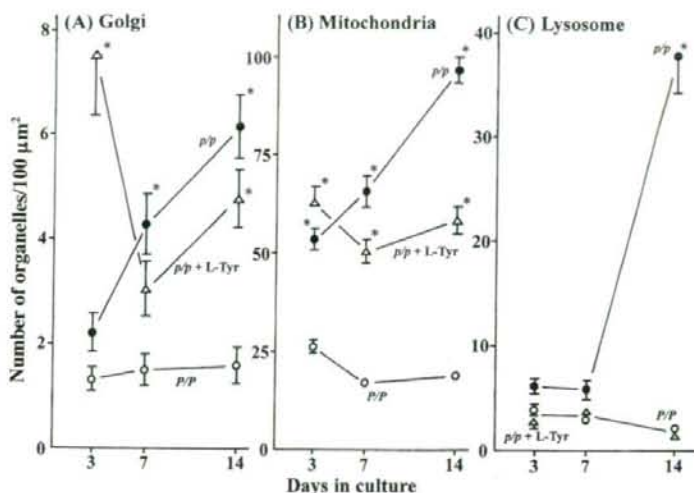 (A) Golgi
(B) Mitochondria
(C) Lysosome
Number of organelles/100 μm²
8
6
4
2
0
*
p/p
*
*
*
p/p + L-Tyr
P/P
3
7
14
100
75
50
25
0
*
p/p
*
*
*
*
*
p/p + L-Tyr
P/P
3
7
14
40
30
20
10
0
p/p
*
P/P
p/p + L-Tyr
3
7
14
Days in culture